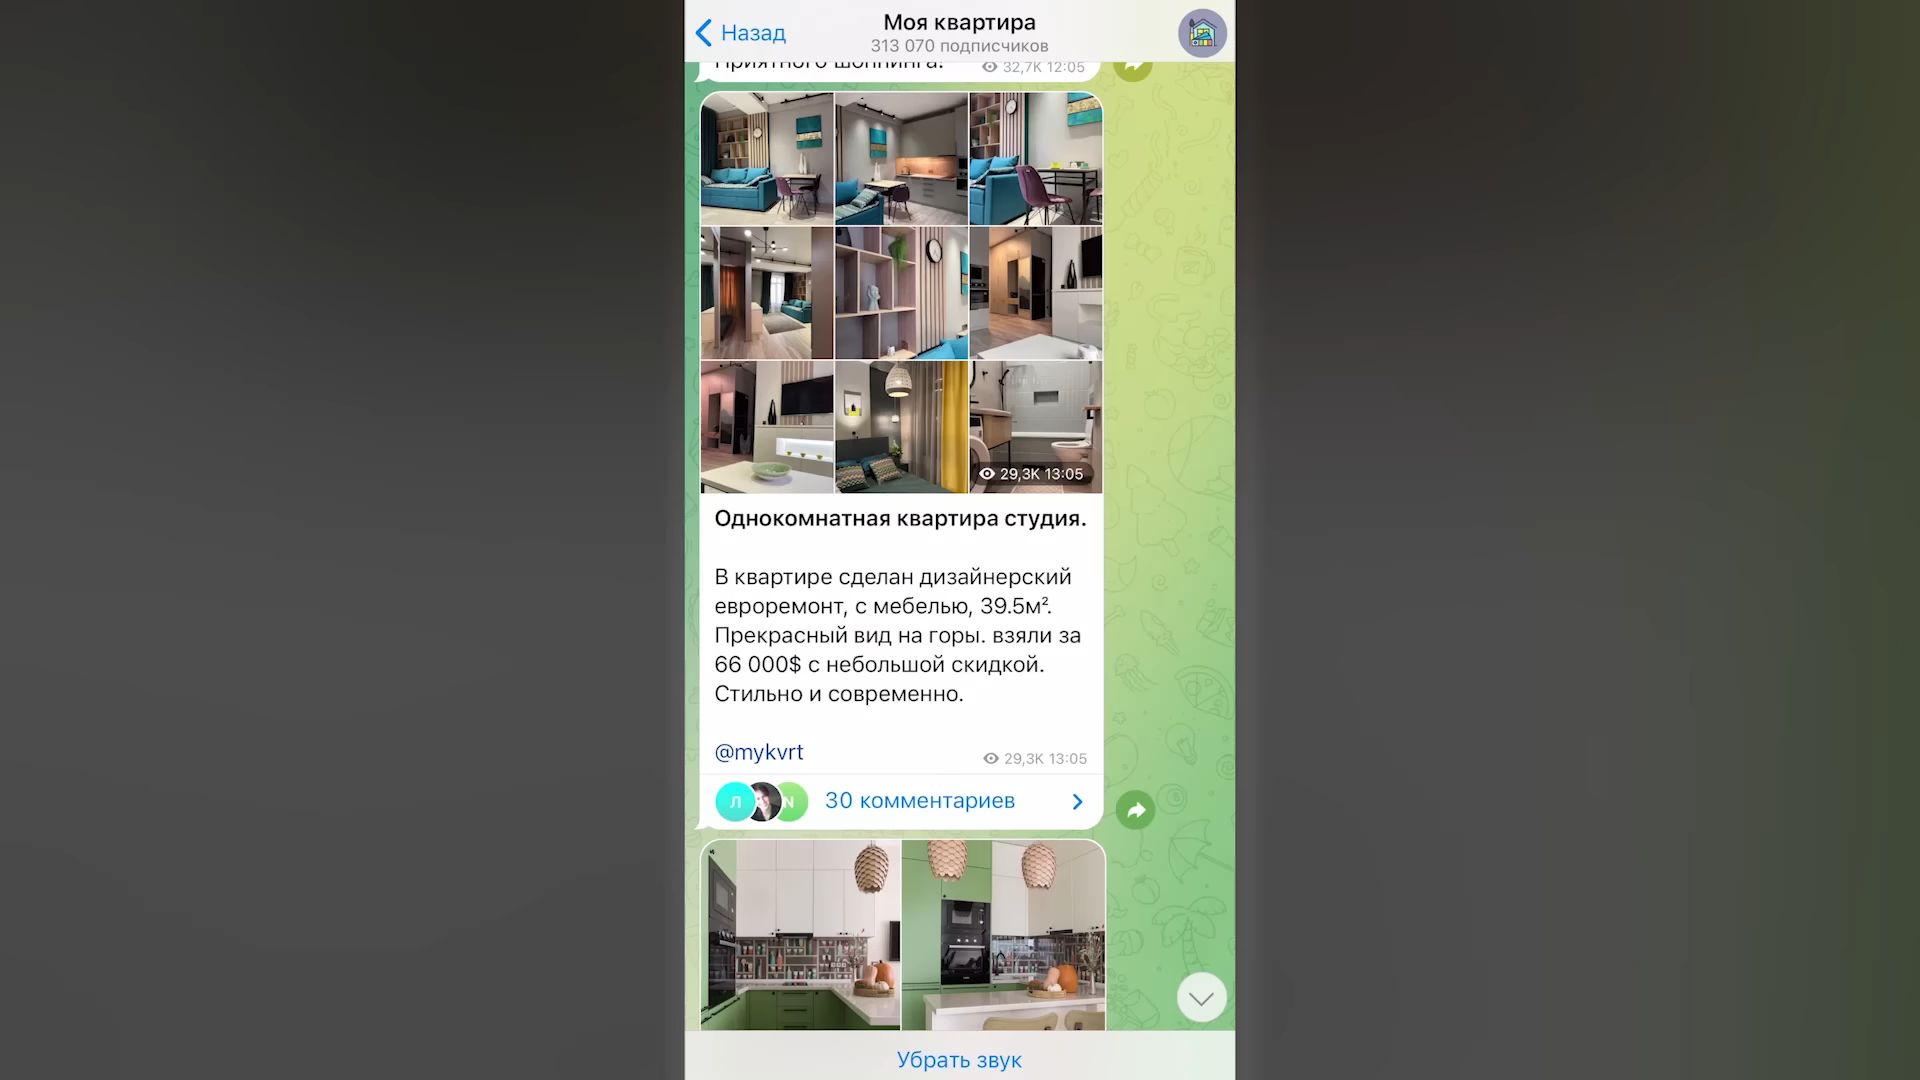 Назад
Моя квартира
313 070 подписчиков
Приятного шоппинга!
32,7K 12:05
29,3K 13:05
Однокомнатная квартира студия.
В квартире сделан дизайнерский
евроремонт, с мебелью, 39.5м².
Прекрасный вид на горы. взяли за
66 000$ с небольшой скидкой.
Стильно и современно.
@mykvrt
29,3K 13:05
Л
N
30 комментариев
Убрать звук